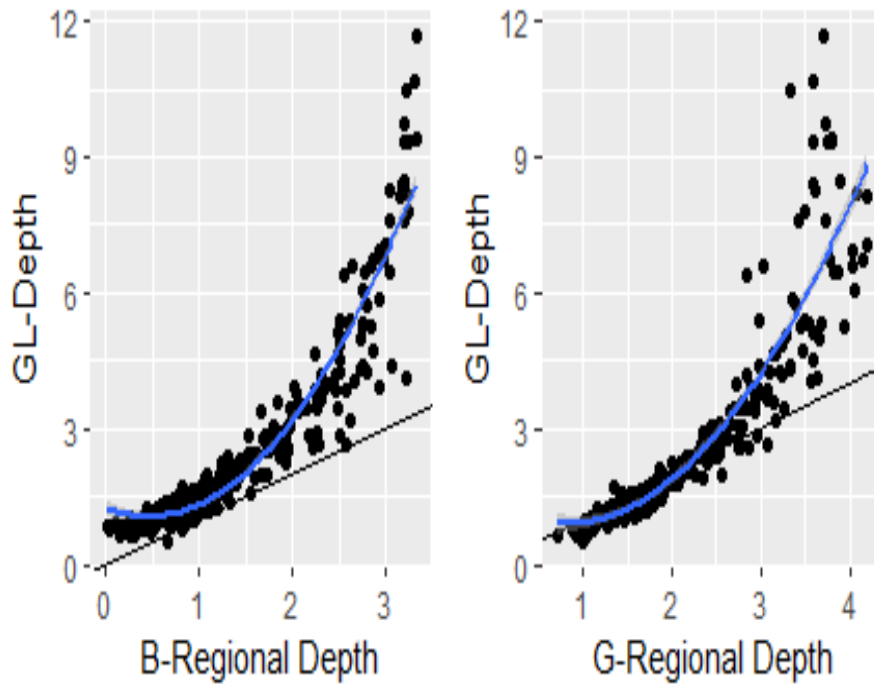 12
9
6
3
0
GL-Depth
0 1 2 3
B-Regional Depth
12
9
6
3
0
GL-Depth
1 2 3 4
G-Regional Depth